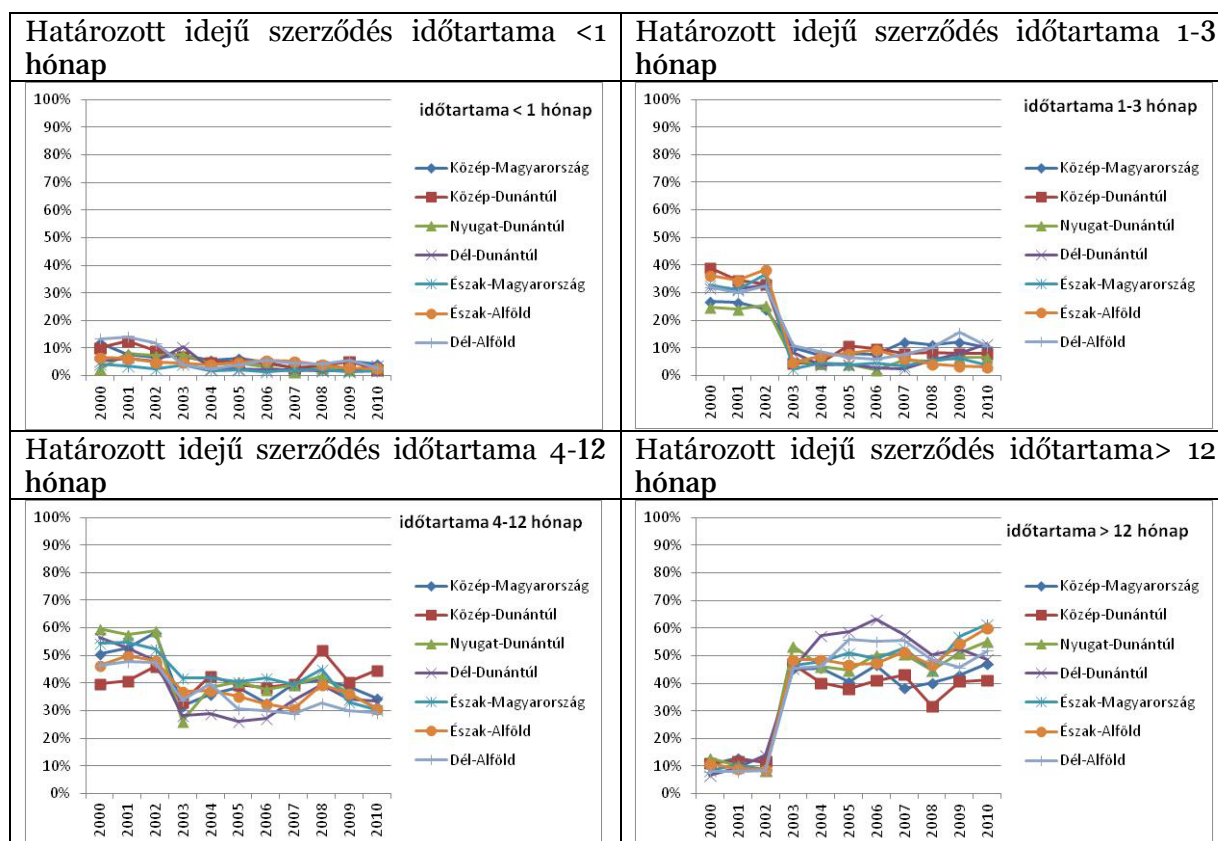 Határozott idejű szerződés időtartama <1
hónap
100%
90%
80%
70%
60%
50%
40%
30%
20%
10%
0%
2000
2001
2002
2003
2004
2005
2006
2007
2008
2009
2010
időtartama < 1 hónap
Közép-Magyarország
Közép-Dunántúl
Nyugat-Dunántúl
Dél-Dunántúl
Észak-Magyarország
Észak-Alföld
Dél-Alföld
Határozott idejű szerződés időtartama 1-3
hónap
100%
90%
80%
70%
60%
50%
40%
30%
20%
10%
0%
2000
2001
2002
2003
2004
2005
2006
2007
2008
2009
2010
időtartama 1-3 hónap
Közép-Magyarország
Közép-Dunántúl
Nyugat-Dunántúl
Dél-Dunántúl
Észak-Magyarország
Észak-Alföld
Dél-Alföld
Határozott idejű szerződés időtartama 4-12
hónap
100%
90%
80%
70%
60%
50%
40%
30%
20%
10%
0%
2000
2001
2002
2003
2004
2005
2006
2007
2008
2009
2010
időtartama 4-12 hónap
Közép-Magyarország
Közép-Dunántúl
Nyugat-Dunántúl
Dél-Dunántúl
Észak-Magyarország
Észak-Alföld
Dél-Alföld
Határozott idejű szerződés időtartama> 12
hónap
100%
90%
80%
70%
60%
50%
40%
30%
20%
10%
0%
2000
2001
2002
2003
2004
2005
2006
2007
2008
2009
2010
időtartama > 12 hónap
Közép-Magyarország
Közép-Dunántúl
Nyugat-Dunántúl
Dél-Dunántúl
Észak-Magyarország
Észak-Alföld
Dél-Alföld